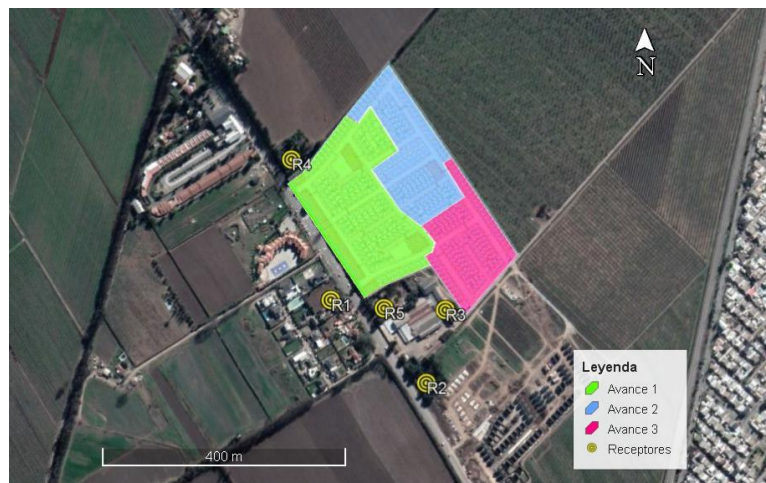 N
R4
R1
R5
R3
R2
Leyenda
Avance 1
Avance 2
Avance 3
Receptores
400 m